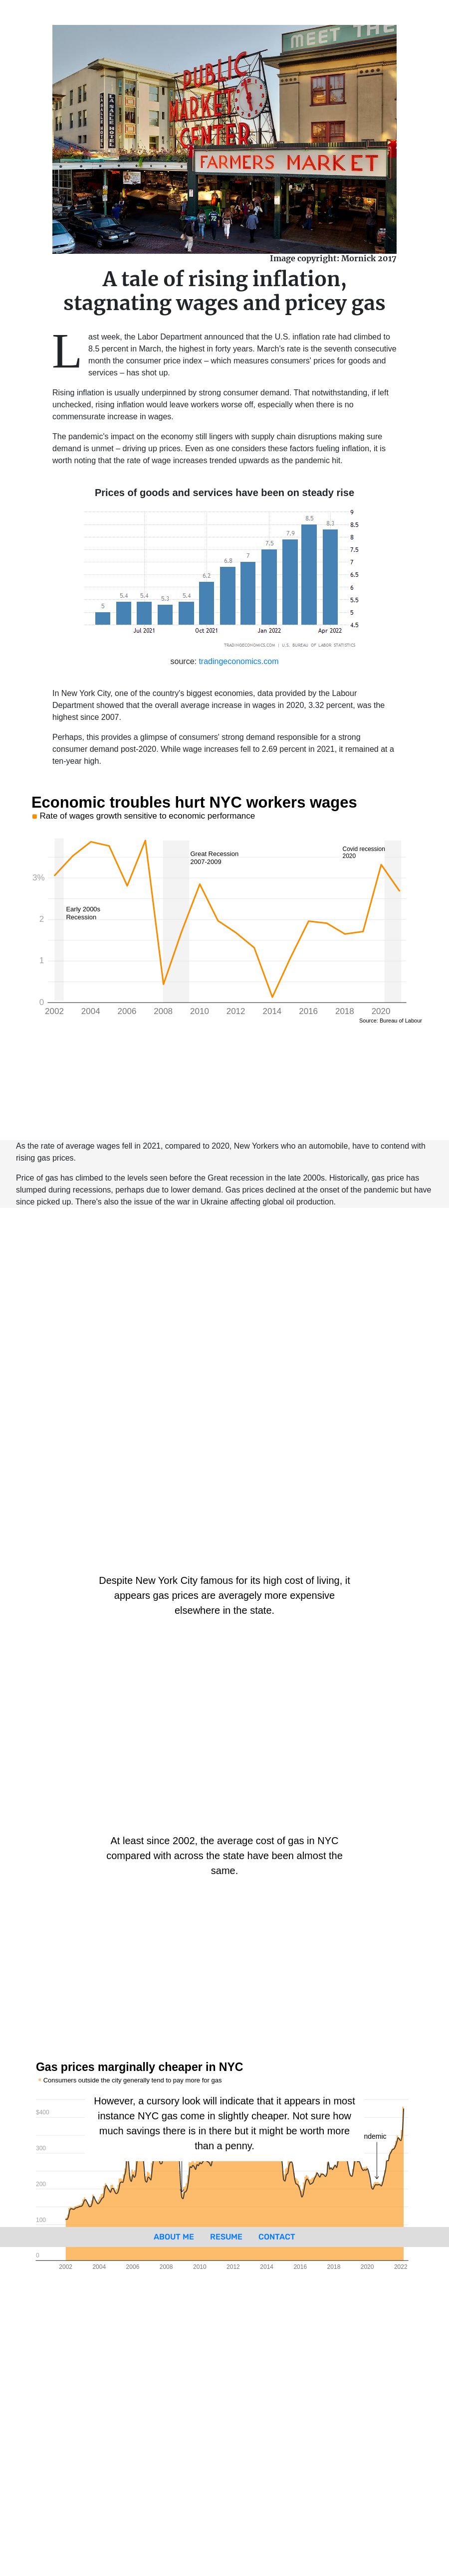 MEET THE
PUBLIC
MARKET
CENTER
FARMERS MARKET
Image copyright: Mornick 2017
A tale of rising inflation,
stagnating wages and pricey gas
Last week, the Labor Department announced that the U.S. inflation rate had climbed to
8.5 percent in March, the highest in forty years. March's rate is the seventh consecutive
month the consumer price index – which measures consumers' prices for goods and
services – has shot up.
Rising inflation is usually underpinned by strong consumer demand. That notwithstanding, if left
unchecked, rising inflation would leave workers worse off, especially when there is no
commensurate increase in wages.
The pandemic's impact on the economy still lingers with supply chain disruptions making sure
demand is unmet – driving up prices. Even as one considers these factors fueling inflation, it is
worth noting that the rate of wage increases trended upwards as the pandemic hit.
Prices of goods and services have been on steady rise
5 5.4 5.4 5.3 5.4 6.2 6.8 7 7.5 7.9 8.5 8.3
9
8.5
8
7.5
7
6.5
6
5.5
5
4.5
Jul 2021 Oct 2021 Jan 2022 Apr 2022
TRADINGECONOMICS.COM | U.S. BUREAU OF LABOR STATISTICS
source: tradingeconomics.com
In New York City, one of the country's biggest economies, data provided by the Labour
Department showed that the overall average increase in wages in 2020, 3.32 percent, was the
highest since 2007.
Perhaps, this provides a glimpse of consumers' strong demand responsible for a strong
consumer demand post-2020. While wage increases fell to 2.69 percent in 2021, it remained at a
ten-year high.
Economic troubles hurt NYC workers wages
Rate of wages growth sensitive to economic performance
Great Recession
2007-2009
Covid recession
2020
Early 2000s
Recession
3%
2
1
0
2002 2004 2006 2008 2010 2012 2014 2016 2018 2020
Source: Bureau of Labour
As the rate of average wages fell in 2021, compared to 2020, New Yorkers who an automobile, have to contend with
rising gas prices.
Price of gas has climbed to the levels seen before the Great recession in the late 2000s. Historically, gas price has
slumped during recessions, perhaps due to lower demand. Gas prices declined at the onset of the pandemic but have
since picked up. There's also the issue of the war in Ukraine affecting global oil production.
Despite New York City famous for its high cost of living, it
appears gas prices are averagely more expensive
elsewhere in the state.
At least since 2002, the average cost of gas in NYC
compared with across the state have been almost the
same.
Gas prices marginally cheaper in NYC
Consumers outside the city generally tend to pay more for gas
However, a cursory look will indicate that it appears in most
instance NYC gas come in slightly cheaper. Not sure how
much savings there is in there but it might be worth more
than a penny.
ndemic
$400
300
200
100
ABOUT ME RESUME CONTACT
0
2002 2004 2006 2008 2010 2012 2014 2016 2018 2020 2022